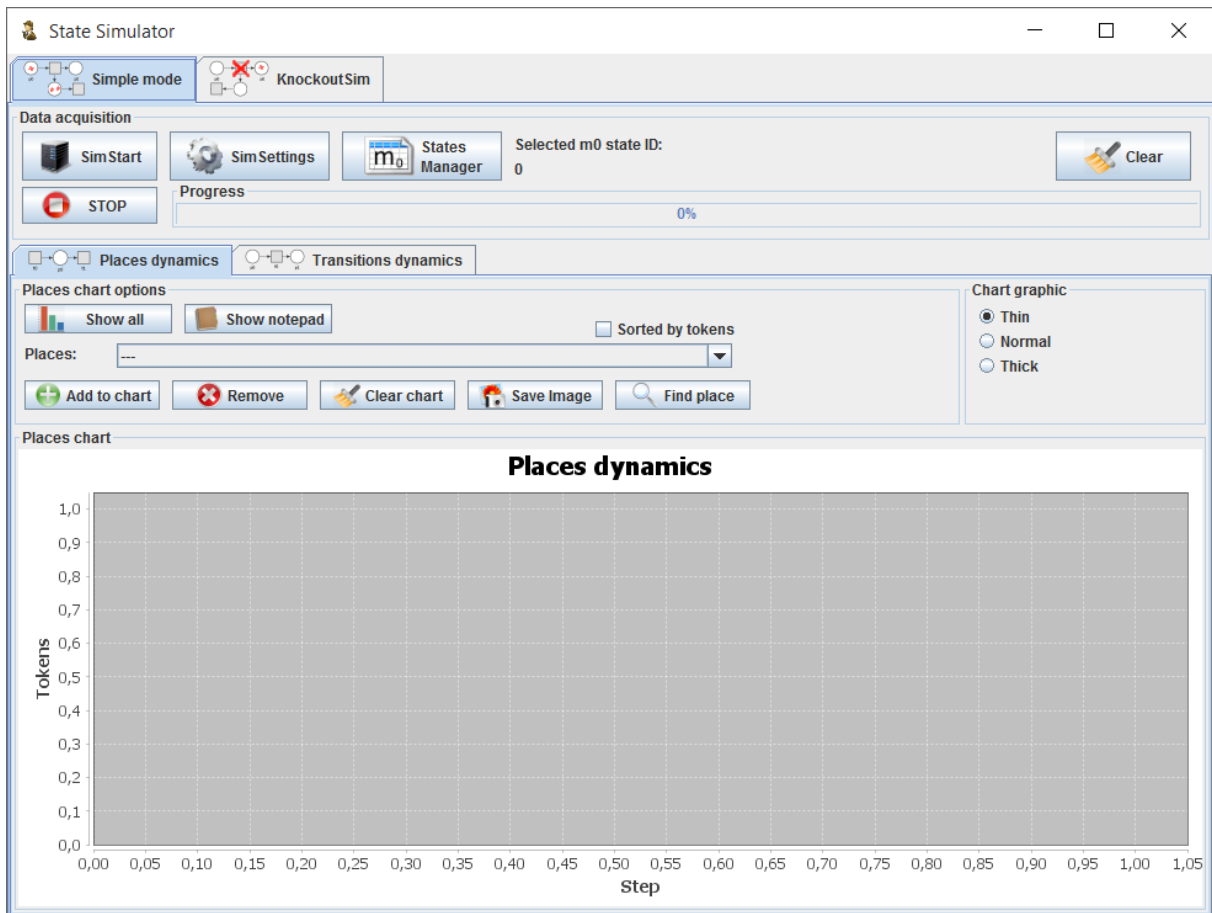 State Simulator
Simple mode
KnockoutSim
Data acquisition
SimStart
SimSettings
m0
States
Manager
Selected m0 state ID:
0
Clear
STOP
Progress
0%
Places dynamics
Transitions dynamics
Places chart options
Show all
Show notepad
Sorted by tokens
Places:
---
Add to chart
Remove
Clear chart
Save Image
Find place
Chart graphic
Thin
Normal
Thick
Places chart
Places dynamics
Tokens
1,0
0,9
0,8
0,7
0,6
0,5
0,4
0,3
0,2
0,1
0,0
0,00 0,05 0,10 0,15 0,20 0,25 0,30 0,35 0,40 0,45 0,50 0,55 0,60 0,65 0,70 0,75 0,80 0,85 0,90 0,95 1,00 1,05
Step